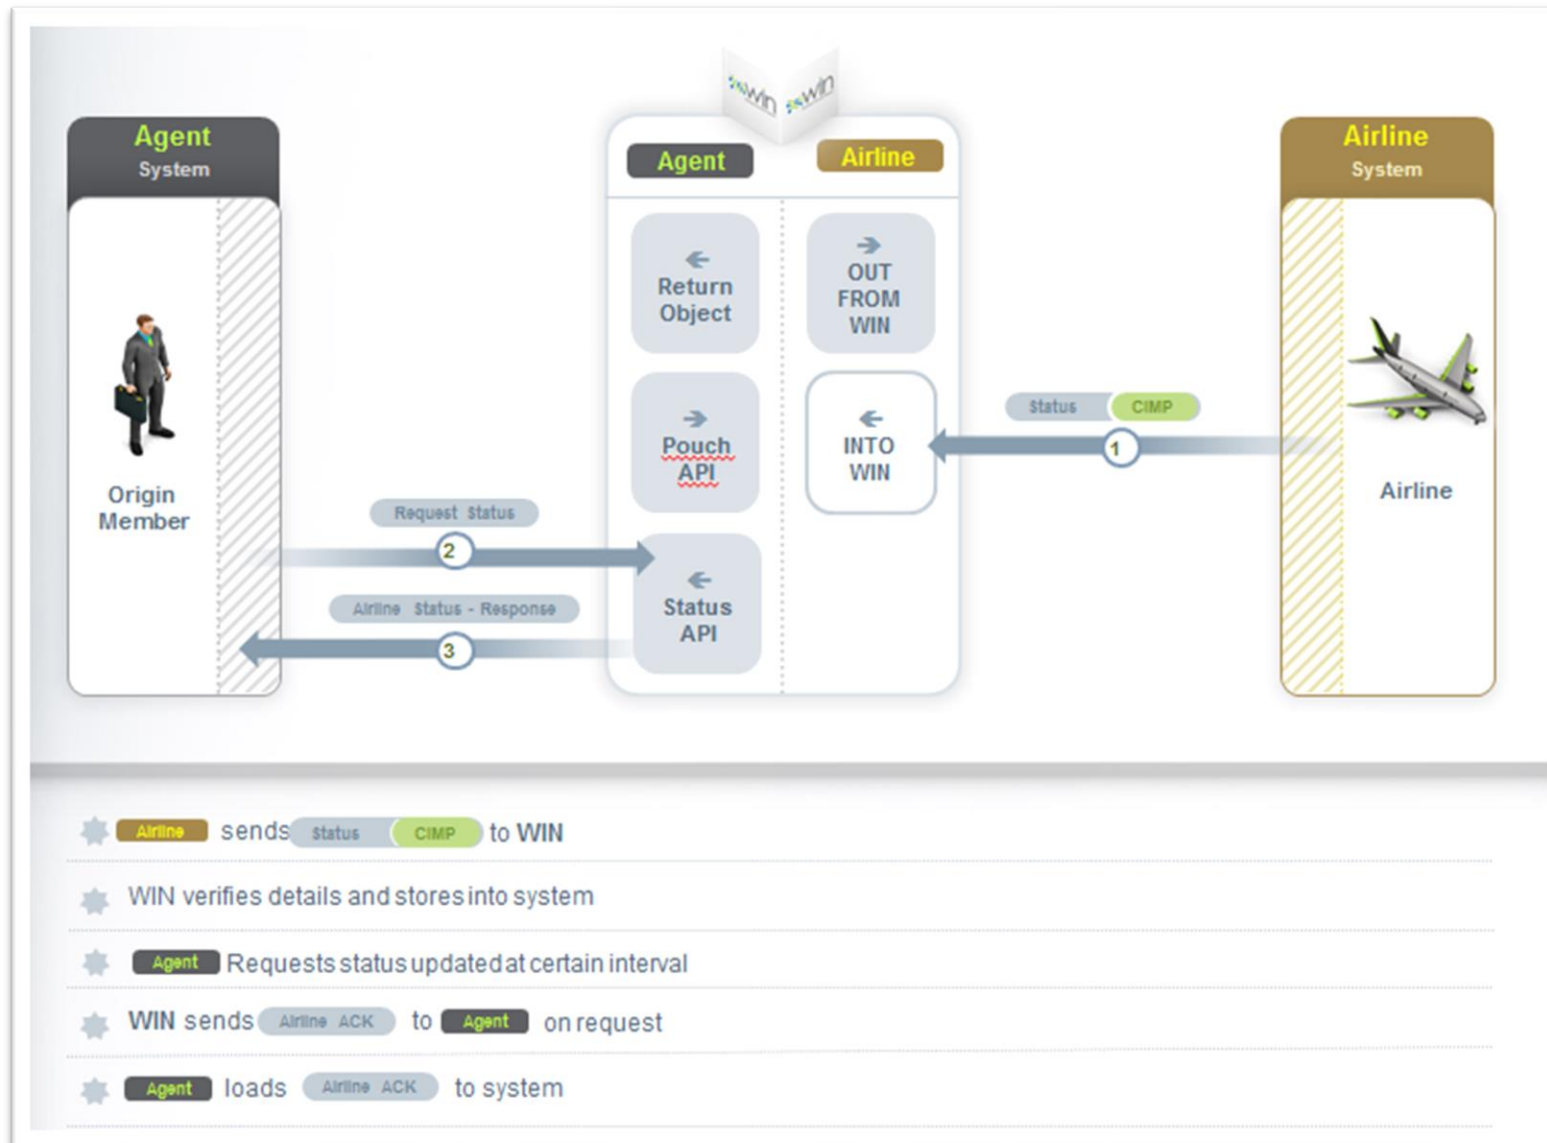 win win
Agent
System
Agent
Airline
Airline
System
Return
Object
OUT
FROM
WIN
Pouch
API
INTO
WIN
Status CIMP
1
Origin
Member
Airline
Request Status
2
Status
API
Airline Status - Response
3
Airline sends Status CIMP to WIN
WIN verifies details and stores into system
Agent Requests status updated at certain interval
WIN sends Airline ACK to Agent on request
Agent loads Airline ACK to system